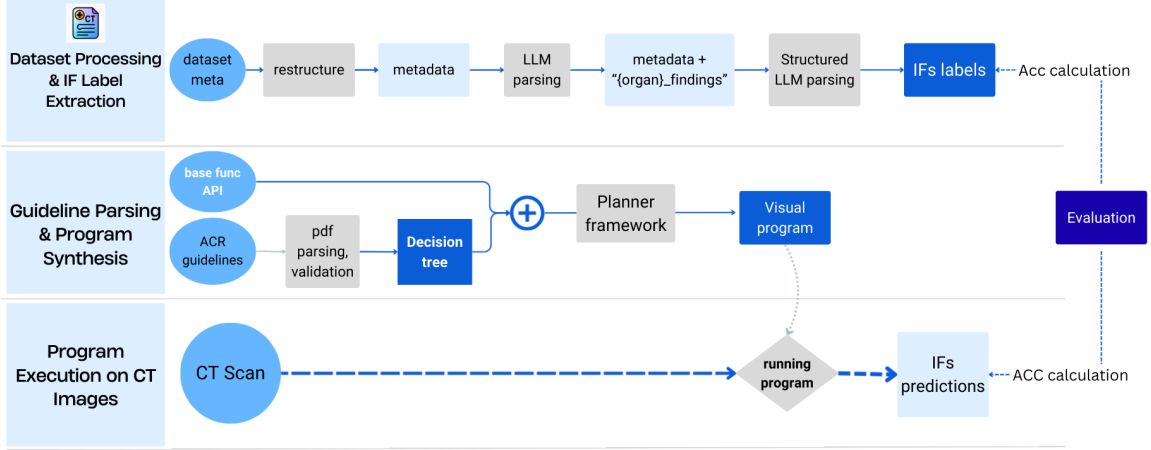 CT
Dataset Processing
& IF Label
Extraction
dataset
meta
restructure
metadata
LLM
parsing
metadata +
“{organ}_findings”
Structured
LLM parsing
IFs labels
Acc calculation
Guideline Parsing
& Program
Synthesis
base func
API
ACR
guidelines
pdf
parsing,
validation
Decision
tree
Planner
framework
Visual
program
Evaluation
Program
Execution on CT
Images
CT Scan
running
program
IFs
predictions
ACC calculation